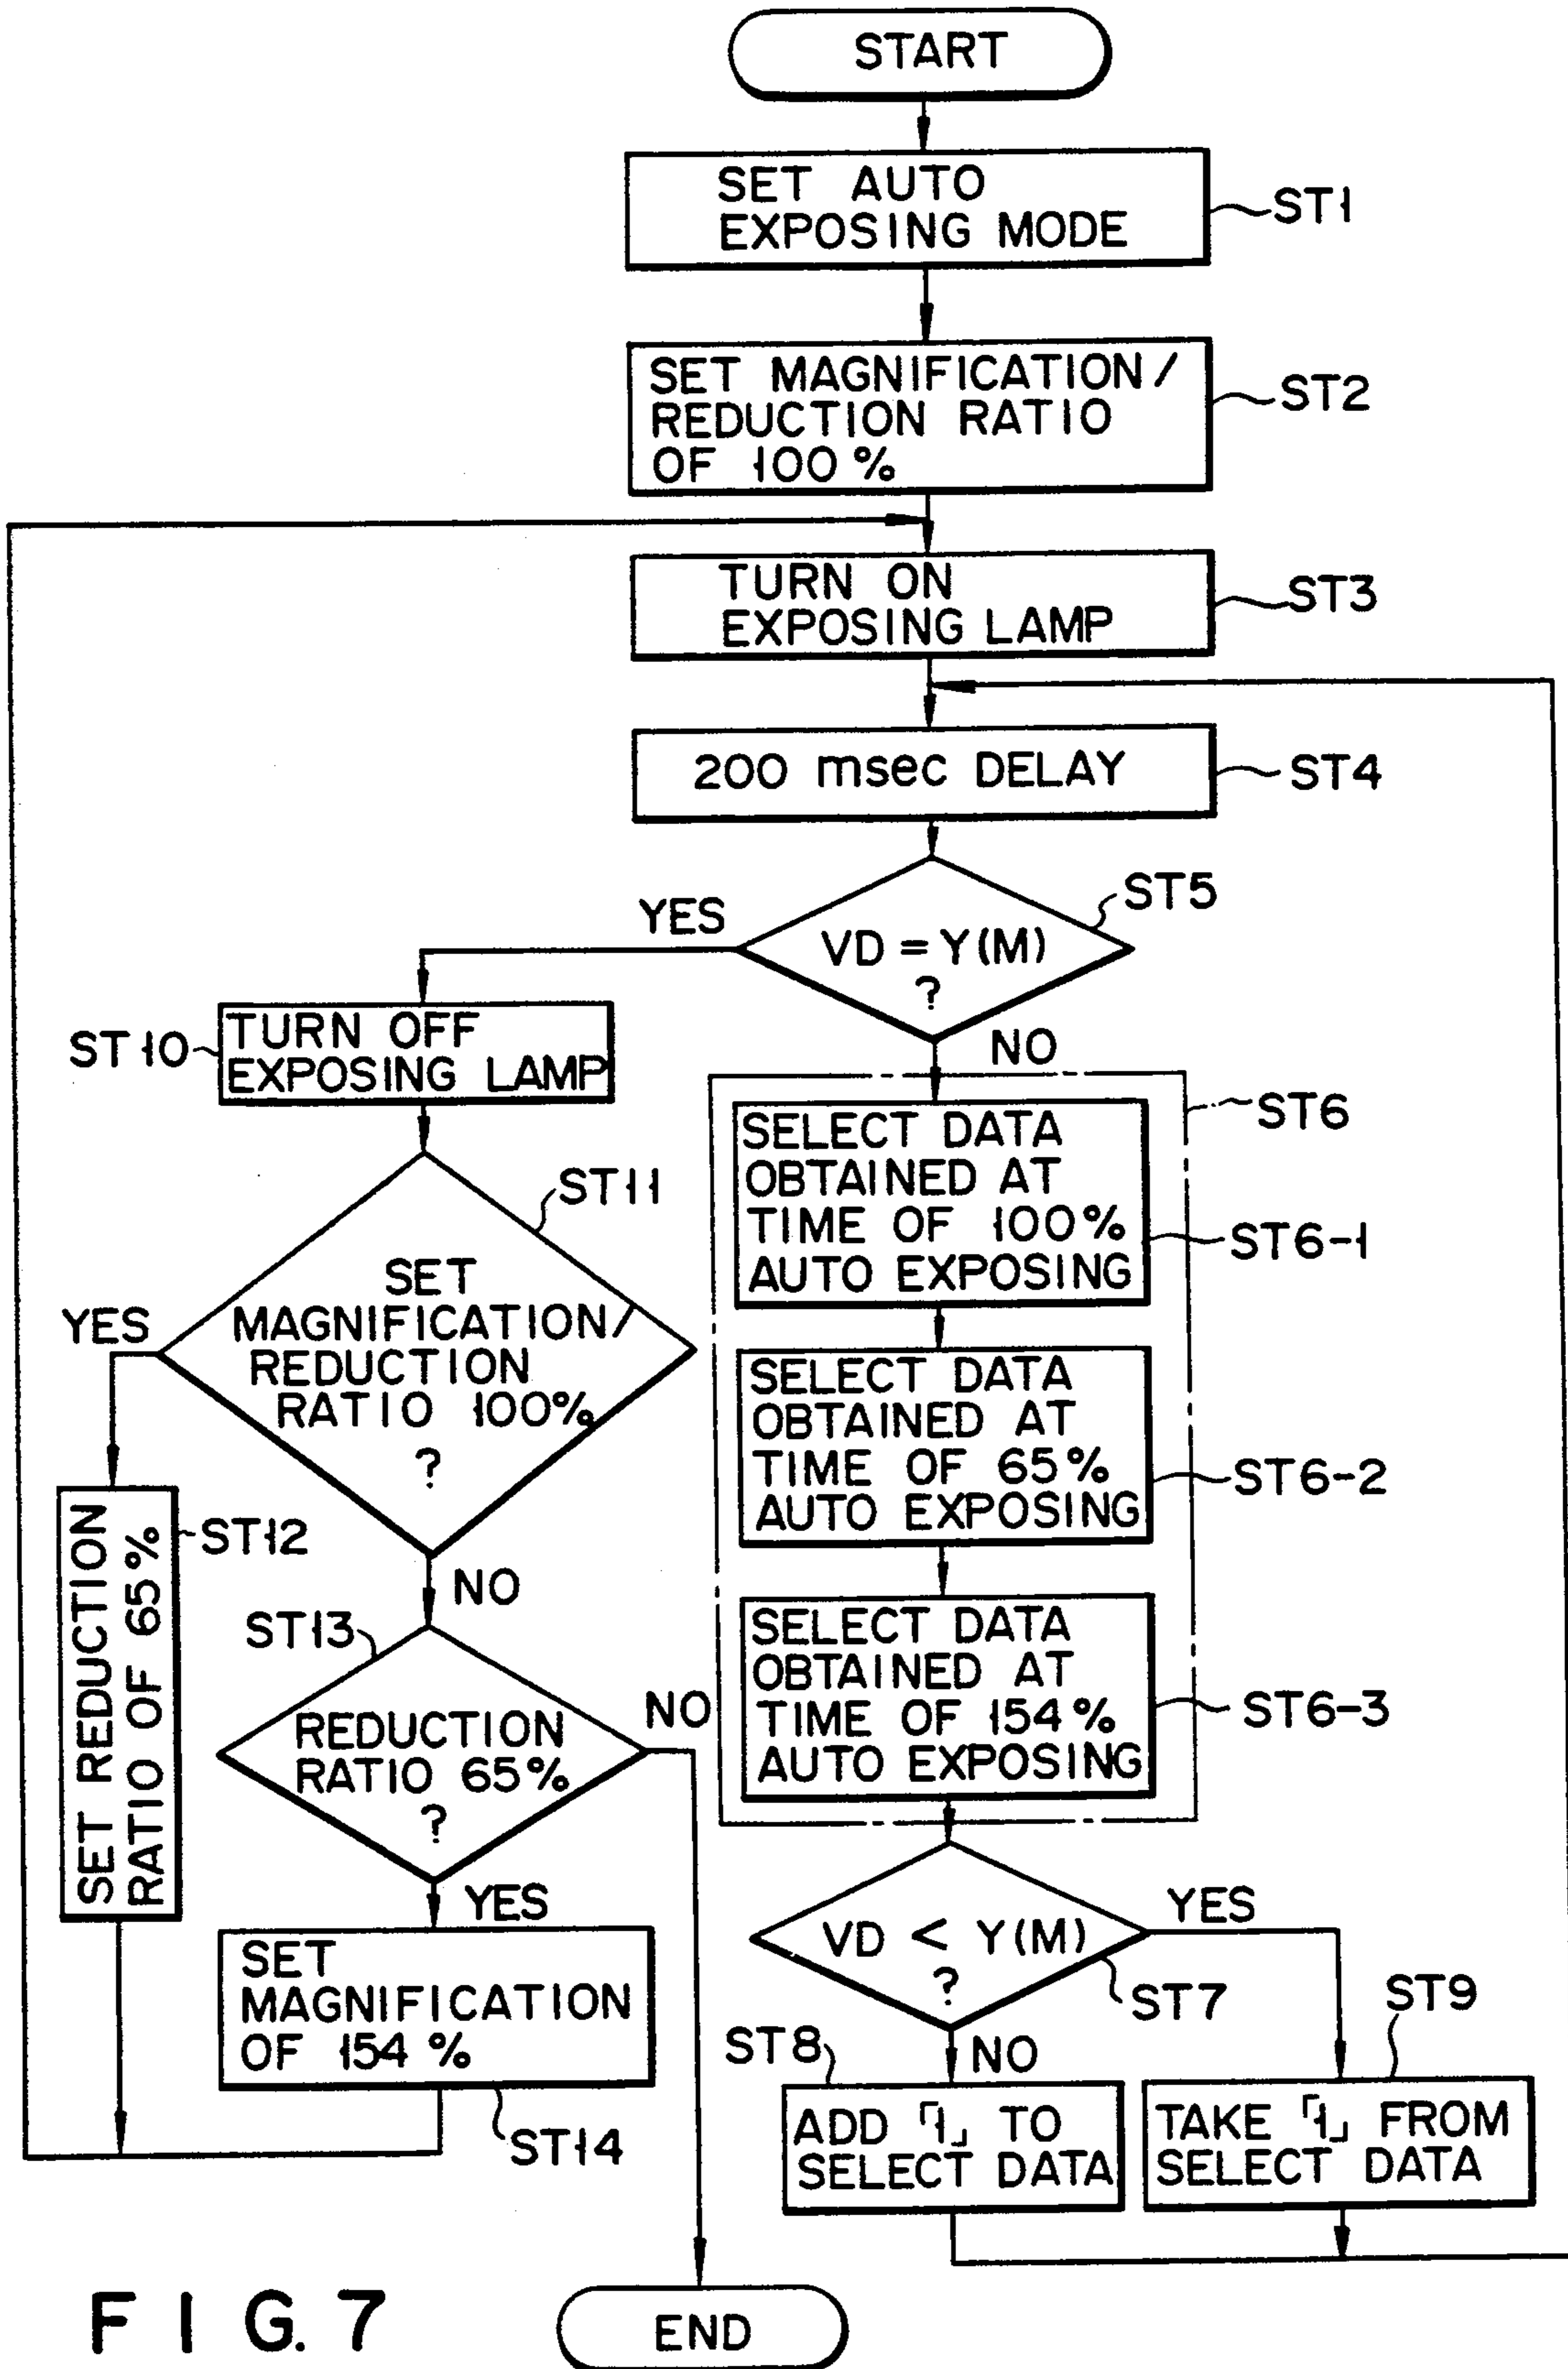 START
SET AUTO
EXPOSING MODE
ST1
SET MAGNIFICATION/
REDUCTION RATIO
OF 100%
ST2
TURN ON
EXPOSING LAMP
ST3
200 msec DELAY
ST4
ST5
YES
VD = Y(M)
?
NO
ST10
TURN OFF
EXPOSING LAMP
ST11
SET
MAGNIFICATION/
REDUCTION
RATIO 100%
?
YES
NO
ST12
SET REDUCTION
RATIO OF 65%
ST13
REDUCTION
RATIO 65%
?
NO
YES
SET
MAGNIFICATION
OF 154%
ST14
ST6
SELECT DATA
OBTAINED AT
TIME OF 100%
AUTO EXPOSING
ST6-1
SELECT DATA
OBTAINED AT
TIME OF 65%
AUTO EXPOSING
ST6-2
SELECT DATA
OBTAINED AT
TIME OF 154%
AUTO EXPOSING
ST6-3
VD < Y(M)
?
YES
ST7
NO
ST8
ADD「1」TO
SELECT DATA
ST9
TAKE「1」FROM
SELECT DATA
END
FIG. 7